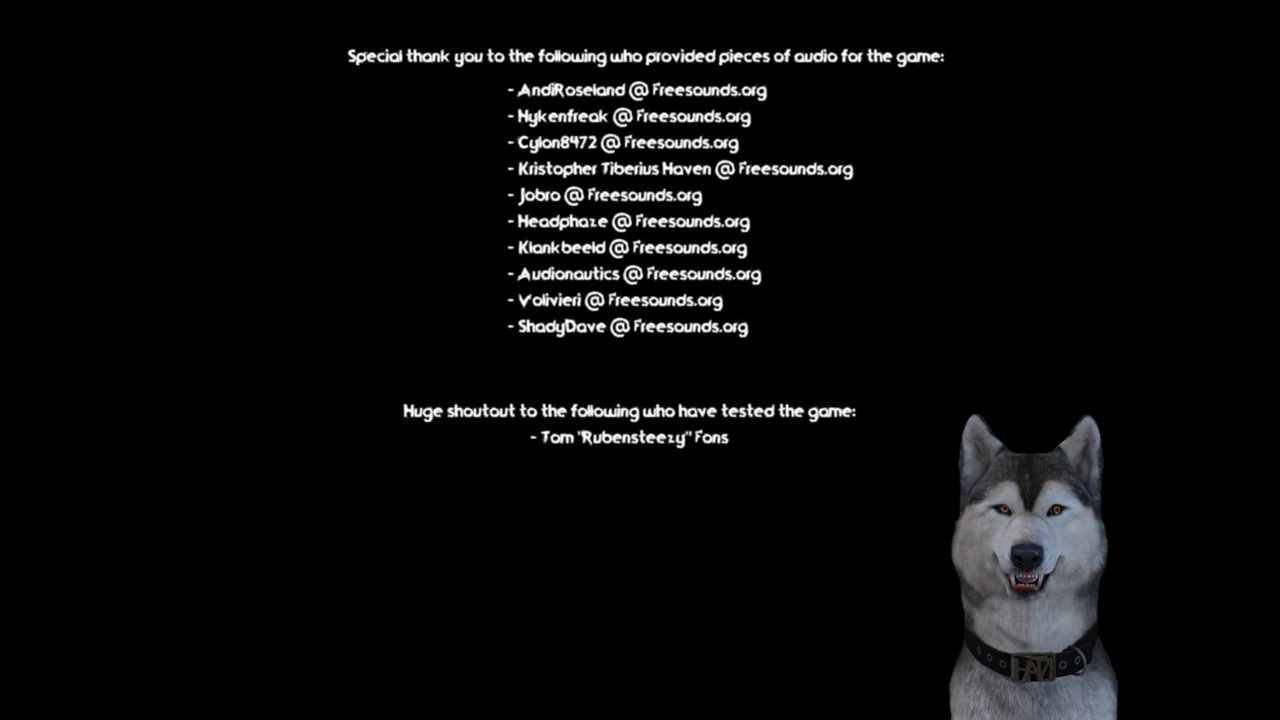 Special thank you to the following who provided pieces of audio for the game:
- AndiRoseland @ Freesounds.org
- Hykenfreak @ Freesounds.org
- Cylon8472 @ Freesounds.org
- Kristopher Tiberius Haven @ Freesounds.org
- Jobro @ Freesounds.org
- Headphaze @ Freesounds.org
- Klankbeeld @ Freesounds.org
- Audionautics @ Freesounds.org
- Volivieri @ Freesounds.org
- ShadyDave @ Freesounds.org
Huge shoutout to the following who have tested the game:
- Tom "Rubensteezy" Fons
HATI